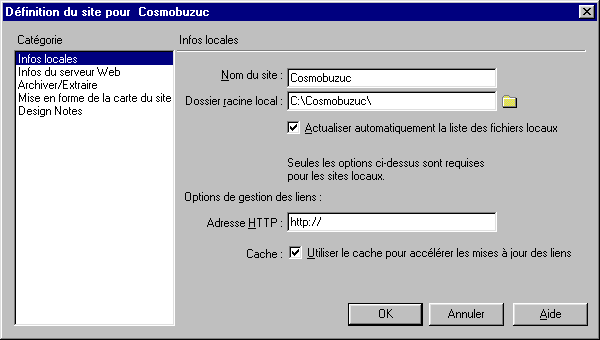 Définition du site pour Cosmobuzuc
Catégorie
Infos locales
Infos du serveur Web
Archiver/Extraire
Mise en forme de la carte du site
Design Notes
Infos locales
Nom du site :
Cosmobuzuc
Dossier racine local :
C:\Cosmobuzuc\
Actualiser automatiquement la liste des fichiers locaux
Seules les options ci-dessus sont requises
pour les sites locaux.
Options de gestion des liens :
Adresse HTTP :
http://
Cache :
Utiliser le cache pour accélérer les mises à jour des liens
OK
Annuler
Aide